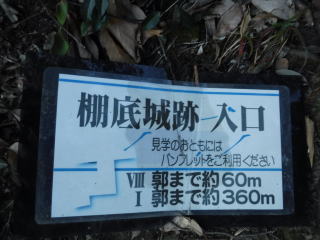 棚底城跡 入口
見学のおともには
パンフレットをご利用ください
Ⅷ 郭まで約60m
Ⅰ 郭まで約360m